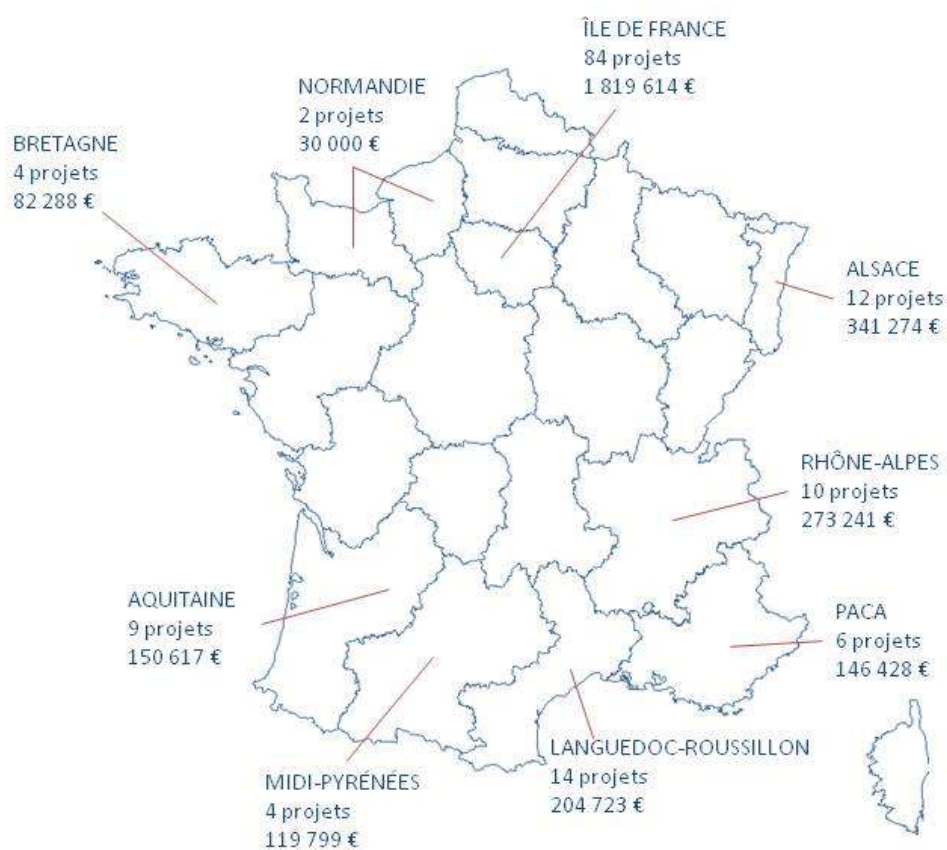 ÎLE DE FRANCE
84 projets
1 819 614 €
NORMANDIE
2 projets
30 000 €
BRETAGNE
4 projets
82 288 €
ALSACE
12 projets
341 274 €
RHÔNE-ALPES
10 projets
273 241 €
AQUITAINE
9 projets
150 617 €
PACA
6 projets
146 428 €
LANGUEDOC-ROUSSILLON
14 projets
204 723 €
MIDI-PYRÉNÉES
4 projets
119 799 €